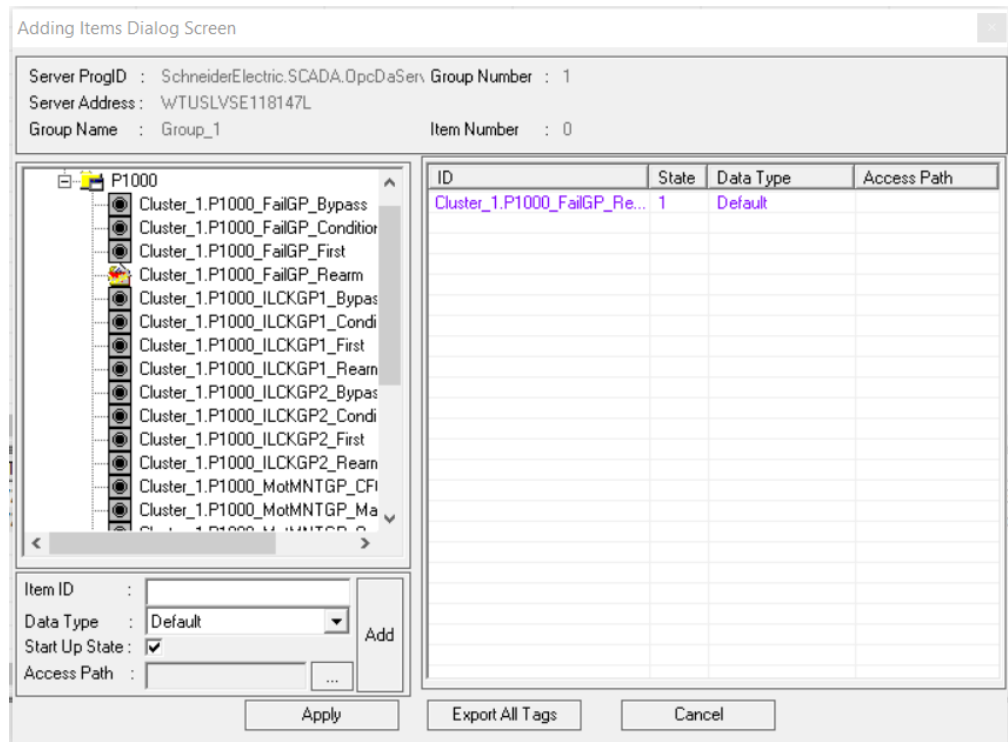 Adding Items Dialog Screen
Server ProgID : SchneiderElectric.SCADA.OpcDaServ Group Number : 1
Server Address : WTUSLVSE118147L
Group Name : Group_1 Item Number : 0
P1000
Cluster_1.P1000_FailGP_Bypass
Cluster_1.P1000_FailGP_Condition
Cluster_1.P1000_FailGP_First
Cluster_1.P1000_FailGP_Rearm
Cluster_1.P1000_ILCKGP1_Bypas
Cluster_1.P1000_ILCKGP1_Condi
Cluster_1.P1000_ILCKGP1_First
Cluster_1.P1000_ILCKGP1_Rearn
Cluster_1.P1000_ILCKGP2_Bypas
Cluster_1.P1000_ILCKGP2_Condi
Cluster_1.P1000_ILCKGP2_First
Cluster_1.P1000_ILCKGP2_Rearn
Cluster_1.P1000_MotMNTGP_CF
Cluster_1.P1000_MotMNTGP_Ma
ID State Data Type Access Path
Cluster_1.P1000_FailGP_Re... 1 Default
Item ID :
Data Type : Default
Start Up State :
Access Path : ...
Add
Apply Export All Tags Cancel